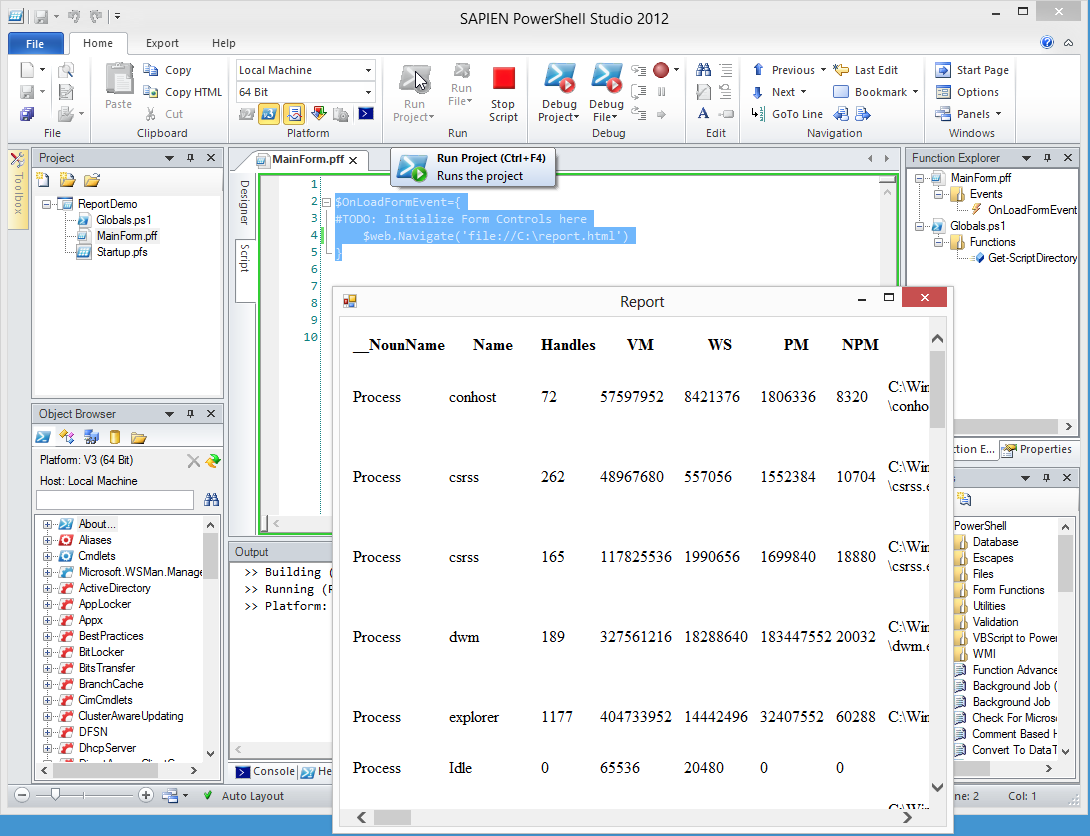 SAPIEN PowerShell Studio 2012
File
Home
Export
Help
Paste
Copy
Copy HTML
Cut
Local Machine
64 Bit
Run
Project
Run
File
Stop
Script
Debug
Project
Debug
File
Previous
Last Edit
Next
Bookmark
GoTo Line
Start Page
Options
Panels
File
Clipboard
Platform
Run
Debug
Edit
Navigation
Windows
Run Project (Ctrl+F4)
Runs the project
Toolbox
Project
ReportDemo
Globals.ps1
MainForm.pff
Startup.pfs
MainForm.pff
Designer
Script
1
2 $OnLoadFormEvent={
3 #TODO: Initialize Form Controls here
4 $web.Navigate('file://C:\report.html')
5 }
6
7
8
9
10
Function Explorer
MainForm.pff
Events
OnLoadFormEvent
Globals.ps1
Functions
Get-ScriptDirectory
ction E...
Properties
Object Browser
Platform: V3 (64 Bit)
Host: Local Machine
About...
Aliases
Cmdlets
Microsoft.WSMan.Manage
ActiveDirectory
AppLocker
Appx
BestPractices
BitLocker
BitsTransfer
BranchCache
CimCmdlets
ClusterAwareUpdating
DFSN
DhcpServer
Output
>> Building (
>> Running (
>> Platform:
Console
He
Report
__NounName Name Handles VM WS PM NPM
Process conhost 72 57597952 8421376 1806336 8320 C:\Win
\conho
Process csrss 262 48967680 557056 1552384 10704 C:\Win
\csrss.e
Process csrss 165 117825536 1990656 1699840 18880 C:\Win
\csrss.e
Process dwm 189 327561216 18288640 183447552 20032 C:\Win
\dwm.e
Process explorer 1177 404733952 14442496 32407552 60288 C:\Win
Process Idle 0 65536 20480 0 0
C:\Win
s
PowerShell
Database
Escapes
Files
Form Functions
Utilities
Validation
VBScript to Power
WMI
Function Advance
Background Job (
Background Job
Check For Microso
Comment Based H
Convert To DataT
Auto Layout
ne: 2
Col: 1